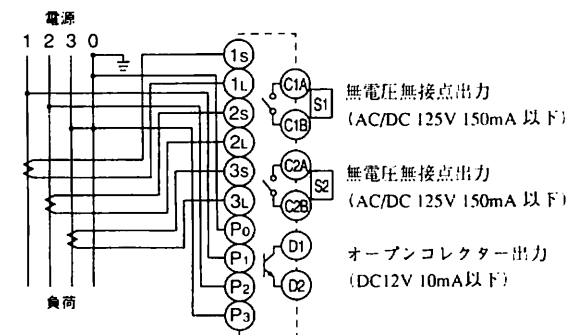 電源
1 2 3 0
1S
1L
2S
2L
3S
3L
P0
P1
P2
P3
C1A
C1B
S1
無電圧無接点出力
(AC/DC 125V 150mA 以下)
C2A
C2B
S2
無電圧無接点出力
(AC/DC 125V 150mA 以下)
D1
D2
オープンコレクター出力
(DC12V 10mA以下)
負荷